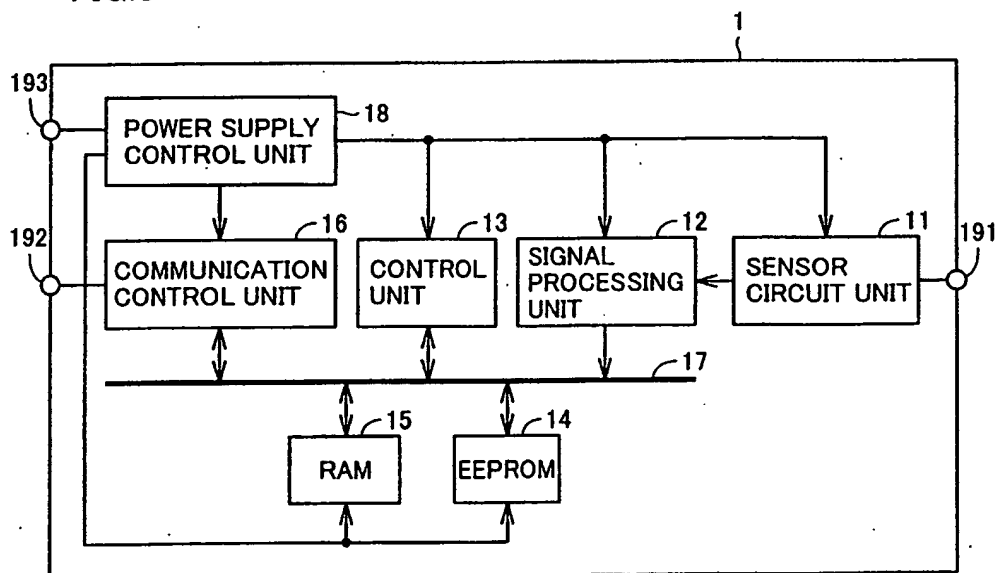 1
193
POWER SUPPLY
CONTROL UNIT
18
192
COMMUNICATION
CONTROL UNIT
16
CONTROL
UNIT
13
SIGNAL
PROCESSING
UNIT
12
SENSOR
CIRCUIT UNIT
11
191
17
RAM
15
EEPROM
14